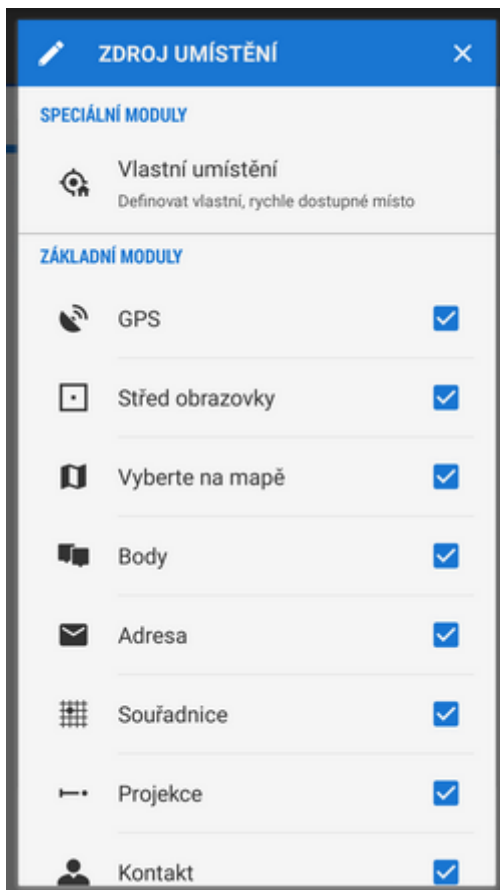 ZDROJ UMÍSTĚNÍ
SPECIÁLNÍ MODULY
Vlastní umístění
Definovat vlastní, rychle dostupné místo
ZÁKLADNÍ MODULY
GPS
Střed obrazovky
Vyberte na mapě
Body
Adresa
Souřadnice
Projekce
Kontakt